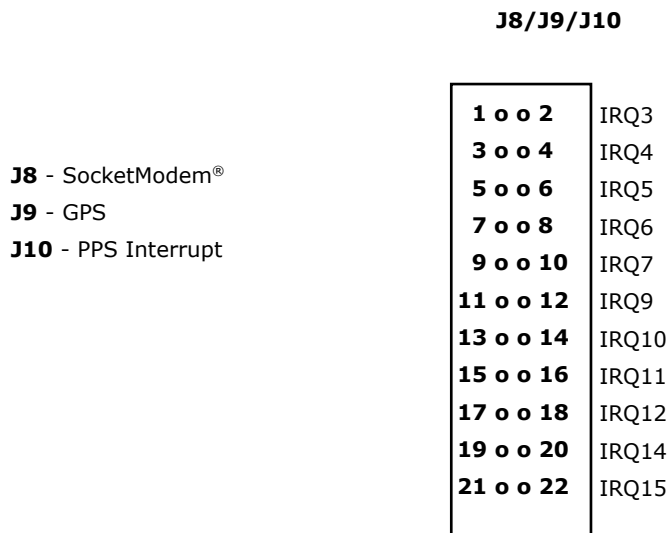 J8/J9/J10
J8 - SocketModem®
J9 - GPS
J10 - PPS Interrupt
1 o o 2 IRQ3
3 o o 4 IRQ4
5 o o 6 IRQ5
7 o o 8 IRQ6
9 o o 10 IRQ7
11 o o 12 IRQ9
13 o o 14 IRQ10
15 o o 16 IRQ11
17 o o 18 IRQ12
19 o o 20 IRQ14
21 o o 22 IRQ15